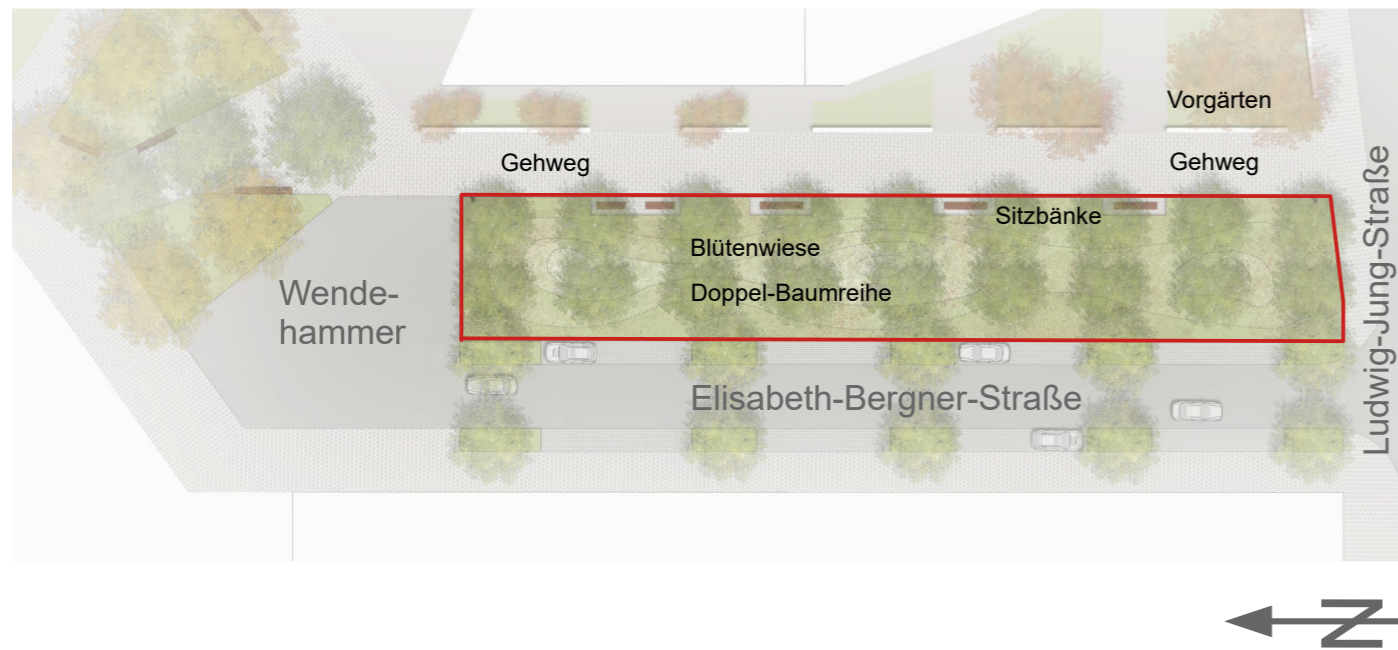 Vorgärten
Gehweg
Gehweg
Sitzbänke
Blütenwiese
Doppel-Baumreihe
Wende-
hammer
Elisabeth-Bergner-Straße
Ludwig-Jung-Straße
N